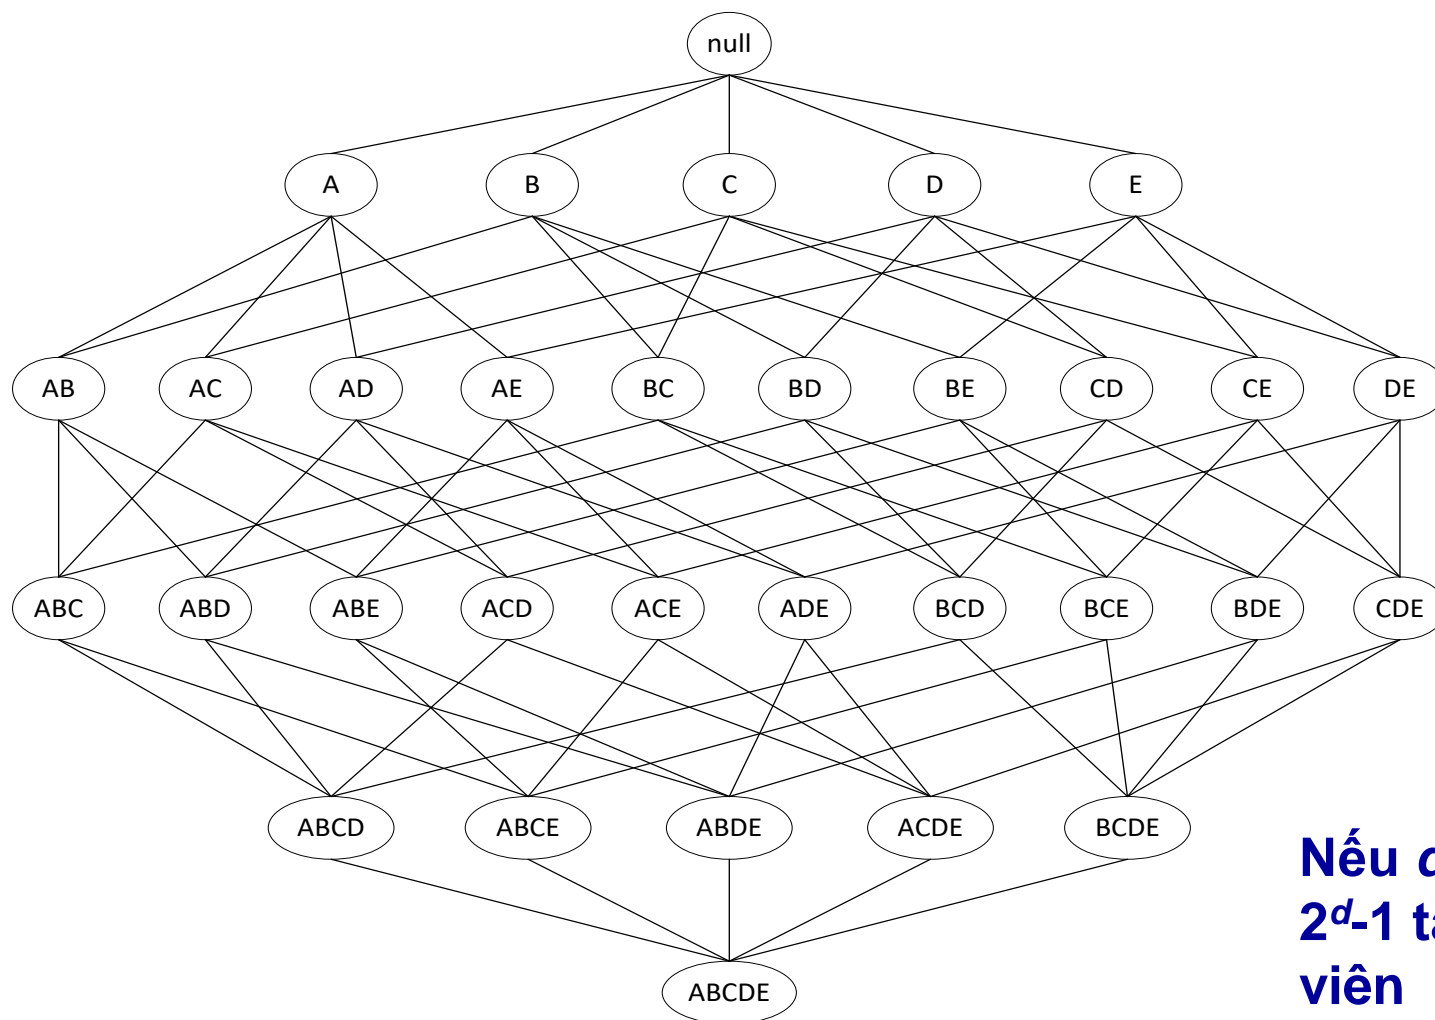 null
A B C D E
AB AC AD AE BC BD BE CD CE DE
ABC ABD ABE ACD ACE ADE BCD BCE BDE CDE
ABCD ABCE ABDE ACDE BCDE
Nếu
2ᵈ-1
viên
ABCDE